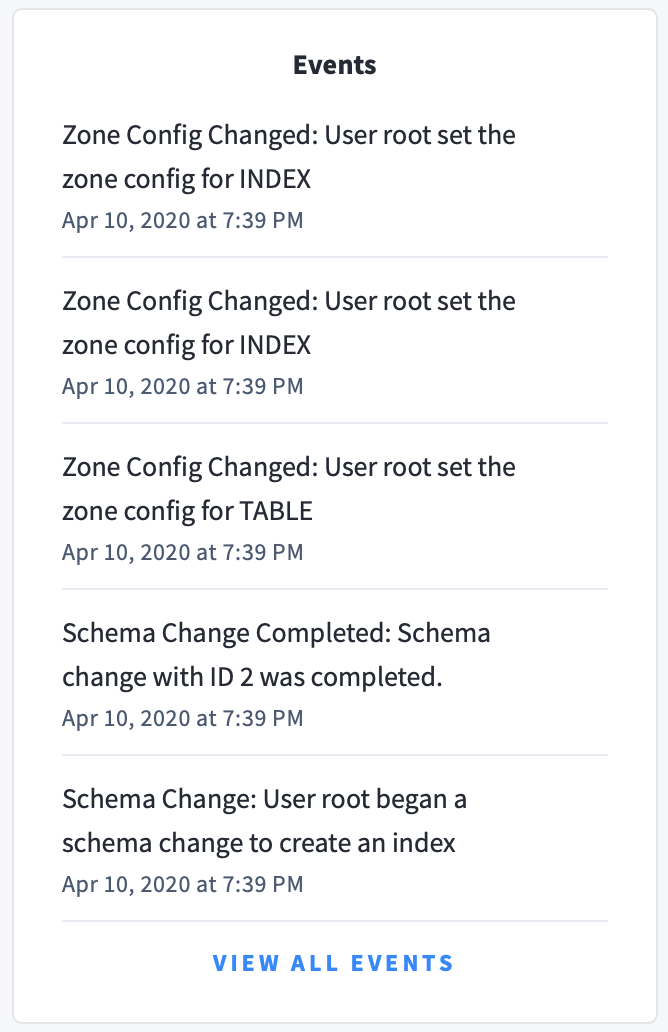 Events
Zone Config Changed: User root set the
zone config for INDEX
Apr 10, 2020 at 7:39 PM
Zone Config Changed: User root set the
zone config for INDEX
Apr 10, 2020 at 7:39 PM
Zone Config Changed: User root set the
zone config for TABLE
Apr 10, 2020 at 7:39 PM
Schema Change Completed: Schema
change with ID 2 was completed.
Apr 10, 2020 at 7:39 PM
Schema Change: User root began a
schema change to create an index
Apr 10, 2020 at 7:39 PM
VIEW ALL EVENTS